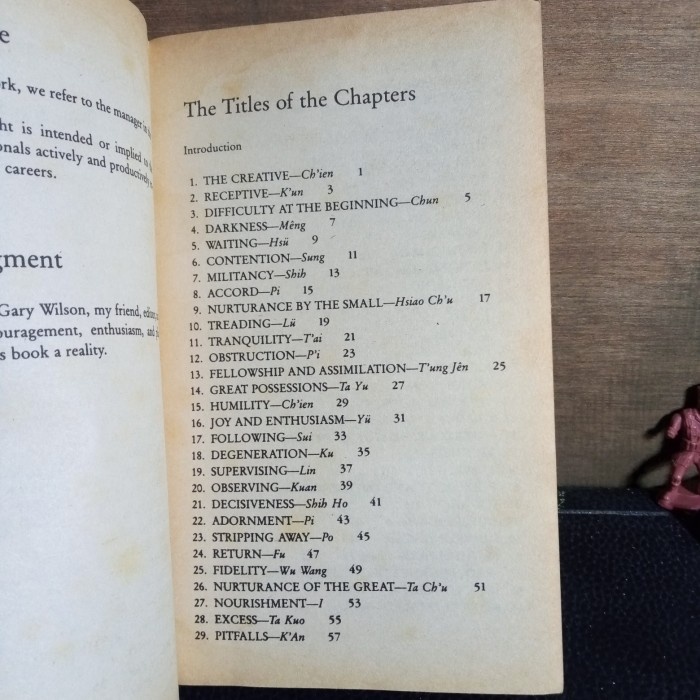 e
rk, we refer to the manager in
ht is intended or implied to
onals actively and productively
careers.
gment
Gary Wilson, my friend,
ouragement, enthusiasm, and
s book a reality.
The Titles of the Chapters
Introduction
1. THE CREATIVE—Ch'ien 1
2. RECEPTIVE—K'un 3
3. DIFFICULTY AT THE BEGINNING—Chun 5
4. DARKNESS—Mêng 7
5. WAITING—Hsü 9
6. CONTENTION—Sung 11
7. MILITANCY—Shih 13
8. ACCORD—Pi 15
9. NURTURANCE BY THE SMALL—Hsiao Ch'u 17
10. TREADING—Lü 19
11. TRANQUILITY—T'ai 21
12. OBSTRUCTION—P'i 23
13. FELLOWSHIP AND ASSIMILATION—T'ung Jên 25
14. GREAT POSSESSIONS—Ta Yu 27
15. HUMILITY—Ch'ien 29
16. JOY AND ENTHUSIASM—Yü 31
17. FOLLOWING—Sui 33
18. DEGENERATION—Ku 35
19. SUPERVISING—Lin 37
20. OBSERVING—Kuan 39
21. DECISIVENESS—Shih Ho 41
22. ADORNMENT—Pi 43
23. STRIPPING AWAY—Po 45
24. RETURN—Fu 47
25. FIDELITY—Wu Wang 49
26. NURTURANCE OF THE GREAT—Ta Ch'u 51
27. NOURISHMENT—I 53
28. EXCESS—Ta Kuo 55
29. PITFALLS—K'An 57